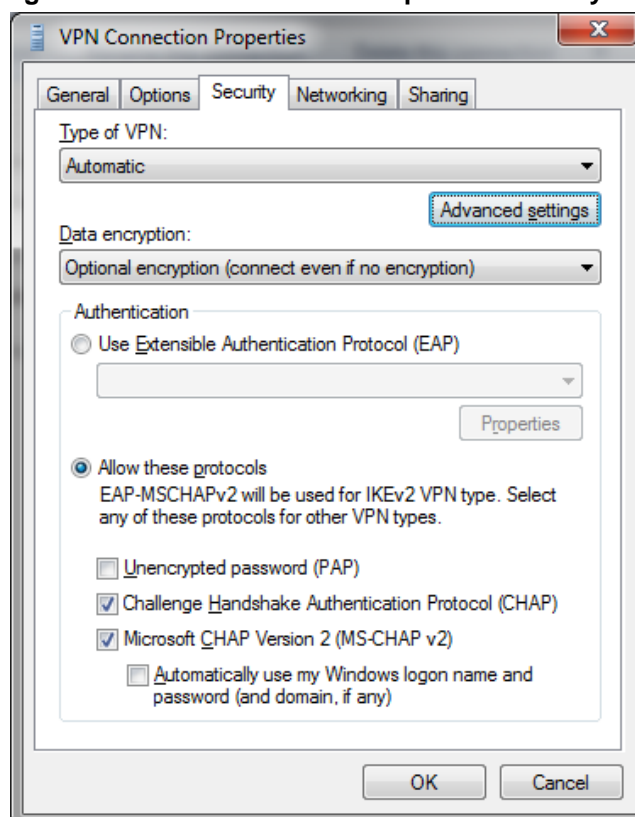 VPN Connection Properties
General Options Security Networking Sharing
Type of VPN:
Automatic
Advanced settings
Data encryption:
Optional encryption (connect even if no encryption)
Authentication
Use Extensible Authentication Protocol (EAP)
Properties
Allow these protocols
EAP-MSCHAPv2 will be used for IKEv2 VPN type. Select
any of these protocols for other VPN types.
Unencrypted password (PAP)
Challenge Handshake Authentication Protocol (CHAP)
Microsoft CHAP Version 2 (MS-CHAP v2)
Automatically use my Windows logon name and
password (and domain, if any)
OK Cancel